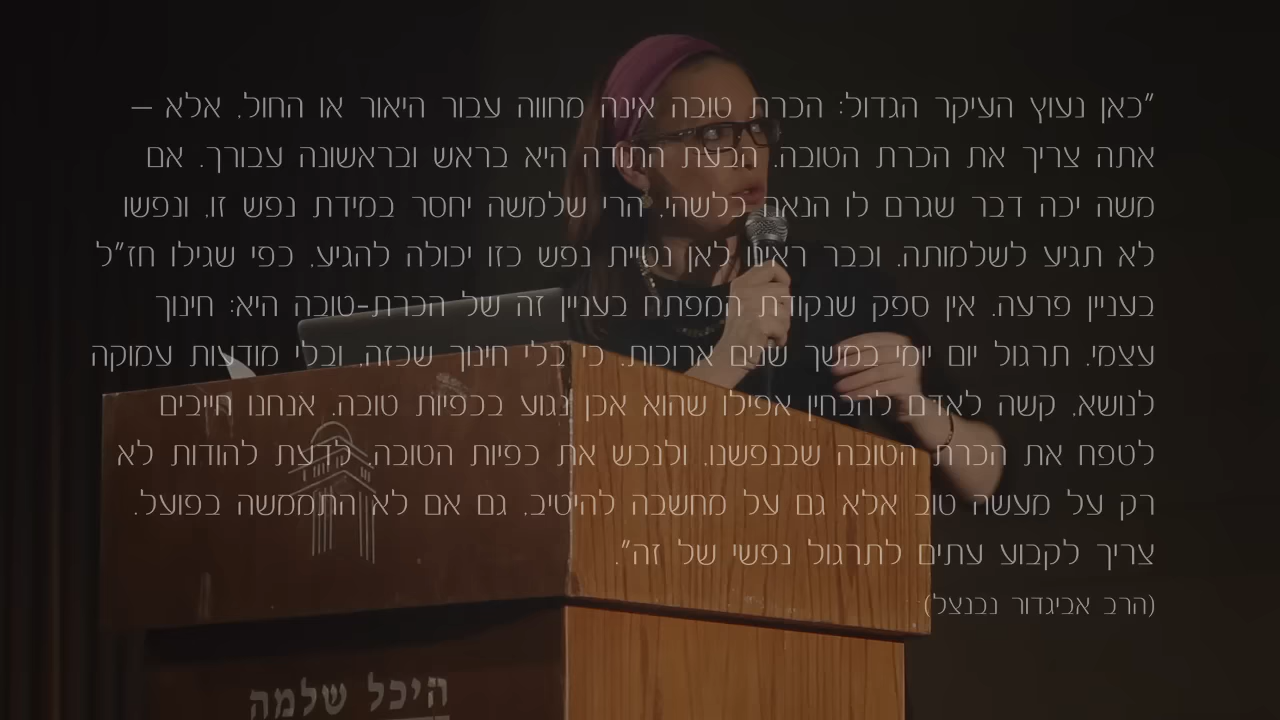 "כאן נעוץ העיקר הגדול: הכרת טובה אינה מחווה עבור היאור או החול, אלא –
אתה צריך את הכרת הטובה. הבעת התודה היא בראש ובראשונה עבורך. אם
משה יכה דבר שגרם לו הנאה כלשהי, הרי שלמשה יחסר במידת נפש זו, ונפשו
לא תגיע לשלמותה. וכבר ראינו לאן נטיית נפש כזו יכולה להגיע, כפי שגילו חז"ל
בעניין פרעה. אין ספק שנקודת המפתח בעניין זה של הכרת-טובה היא: חינוך
עצמי. תרגול יום יומי במשך שנים ארוכות. כי בלי חינוך שכזה, ובלי מודעות עמוקה
לנושא, קשה לאדם להבחין אפילו שהוא אכן נגוע בכפיות טובה. אנחנו חייבים
לטפח את הכרת הטובה שבנפשנו, ולנכש את כפיות הטובה, לדעת להודות לא
רק על מעשה טוב אלא גם על מחשבה להיטיב, גם אם לא התממשה בפועל.
צריך לקבוע עתים לתרגול נפשי של זה".
(הרב אביגדור נבנצל)
היכל שלמה